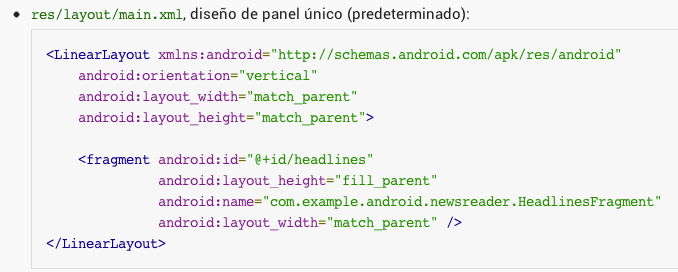 • res/layout/main.xml, diseño de panel único (predeterminado):
<LinearLayout xmlns:android="http://schemas.android.com/apk/res/android"
    android:orientation="vertical"
    android:layout_width="match_parent"
    android:layout_height="match_parent">

    <fragment android:id="@+id/headlines"
              android:layout_height="fill_parent"
              android:name="com.example.android.newsreader.HeadlinesFragment"
              android:layout_width="match_parent" />
</LinearLayout>